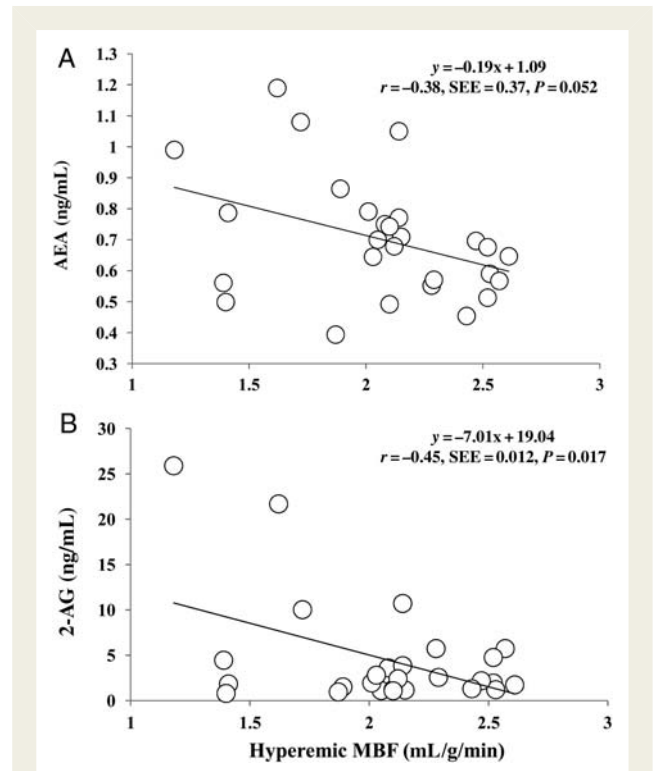 A
1.3
1.2
1.1
1
0.9
0.8
0.7
0.6
0.5
0.4
0.3
AEA (ng/mL)
y = –0.19x + 1.09
r = –0.38, SEE = 0.37, P = 0.052
1 1.5 2 2.5 3
B
30
25
20
15
10
5
0
2-AG (ng/mL)
y = –7.01x + 19.04
r = –0.45, SEE = 0.012, P = 0.017
1 1.5 2 2.5 3
Hyperemic MBF (mL/g/min)